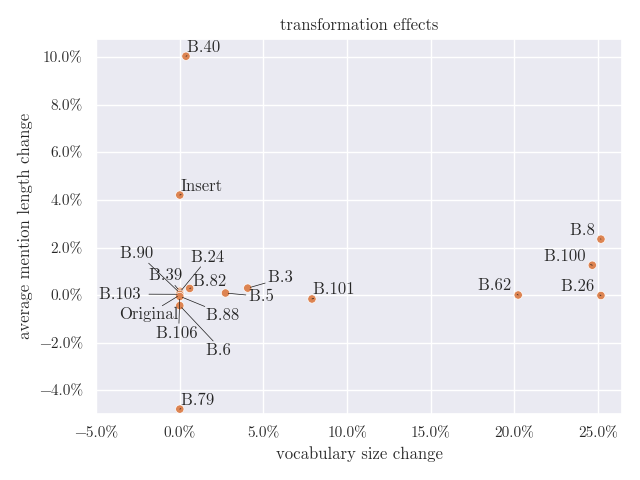 transformation effects
10.0%
8.0%
6.0%
4.0%
2.0%
0.0%
−2.0%
−4.0%
average mention length change
B.40
Insert
B.90
B.24
B.39
B.82
B.3
B.103
B.5
B.101
Original
B.88
B.106
B.6
B.79
B.8
B.100
B.62
B.26
−5.0%
0.0%
5.0%
10.0%
15.0%
20.0%
25.0%
vocabulary size change